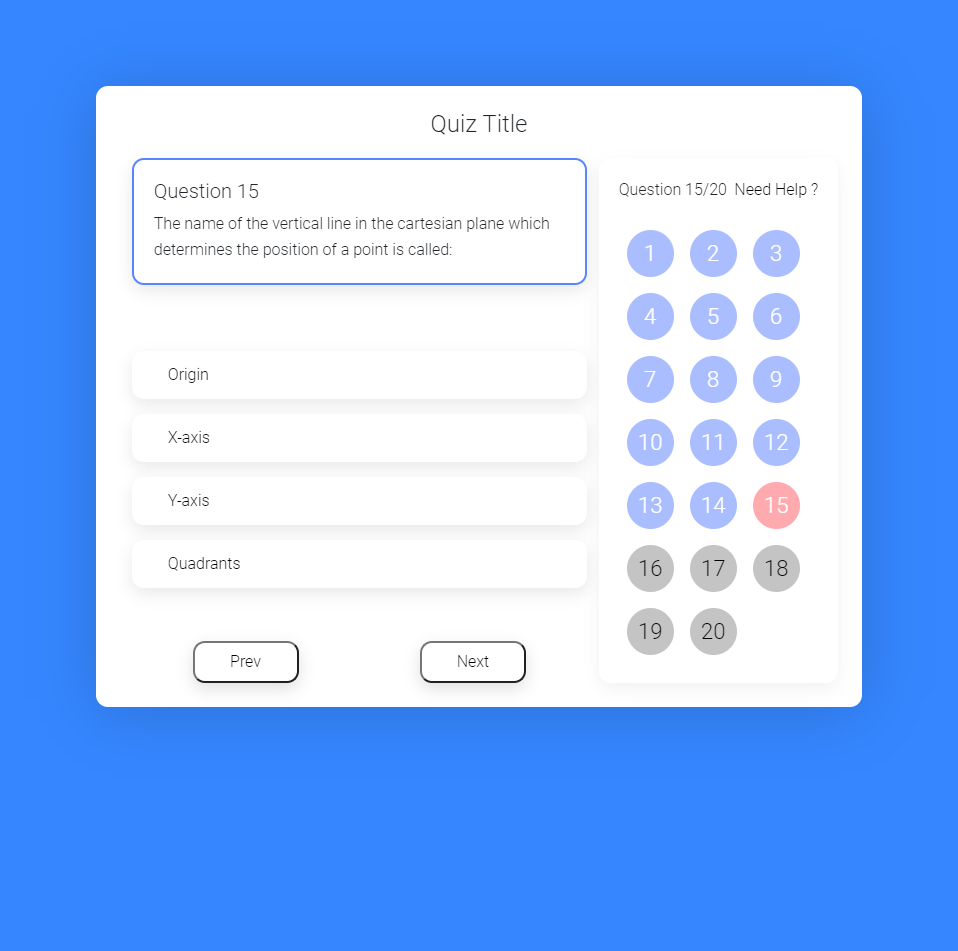 Quiz Title
Question 15
The name of the vertical line in the cartesian plane which
determines the position of a point is called:
Origin
X-axis
Y-axis
Quadrants
Prev
Next
Question 15/20 Need Help ?
1 2 3
4 5 6
7 8 9
10 11 12
13 14 15
16 17 18
19 20